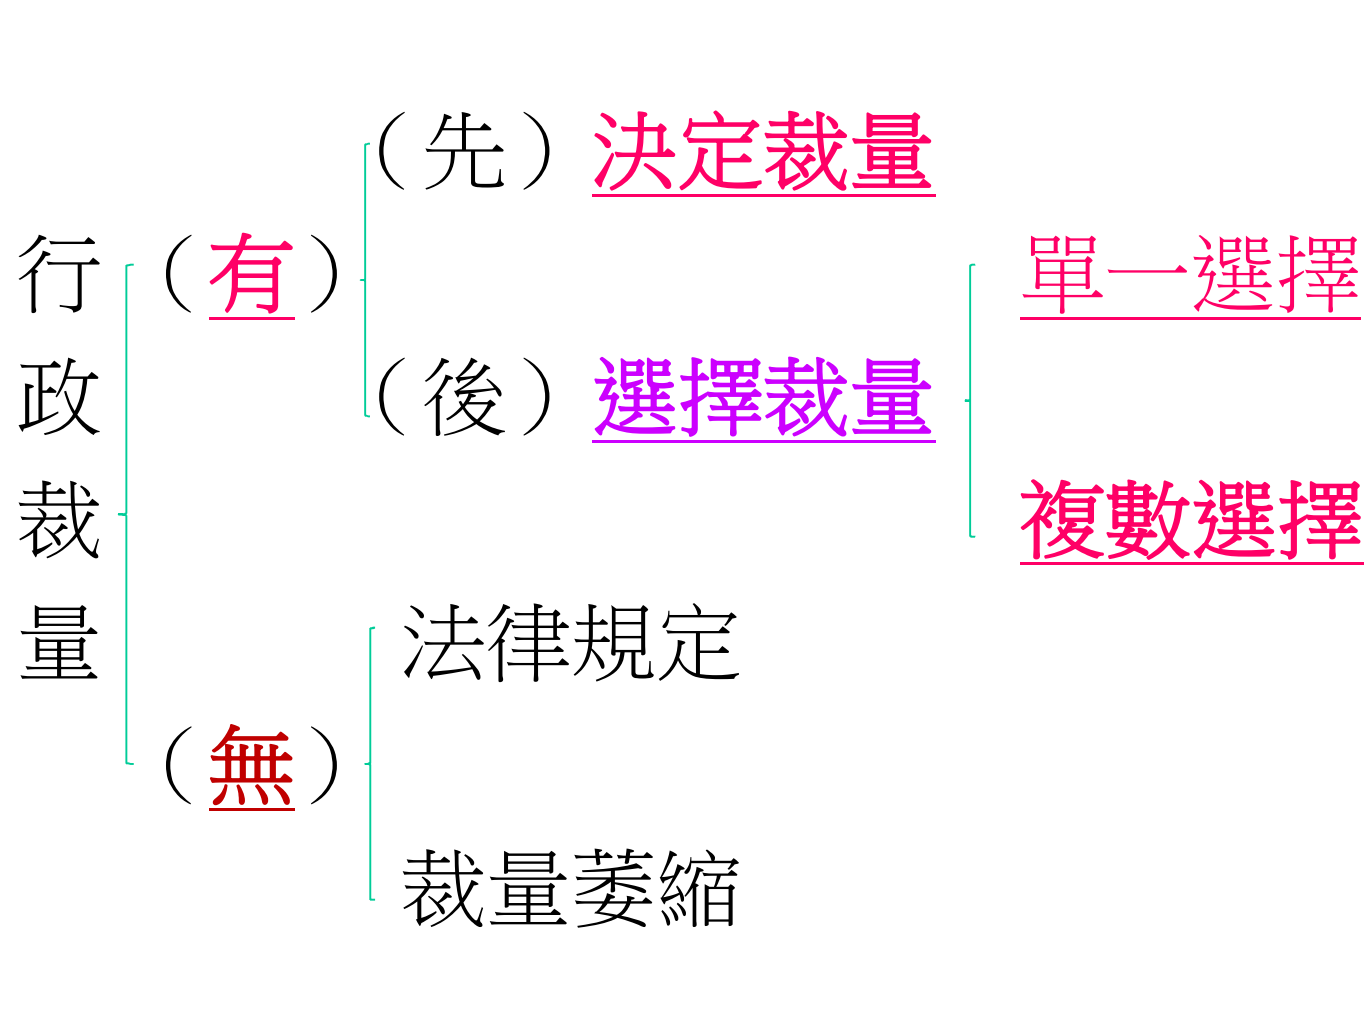 行政裁量
（有）
（先）決定裁量
（後）選擇裁量
單一選擇
複數選擇
（無）
法律規定
裁量萎縮